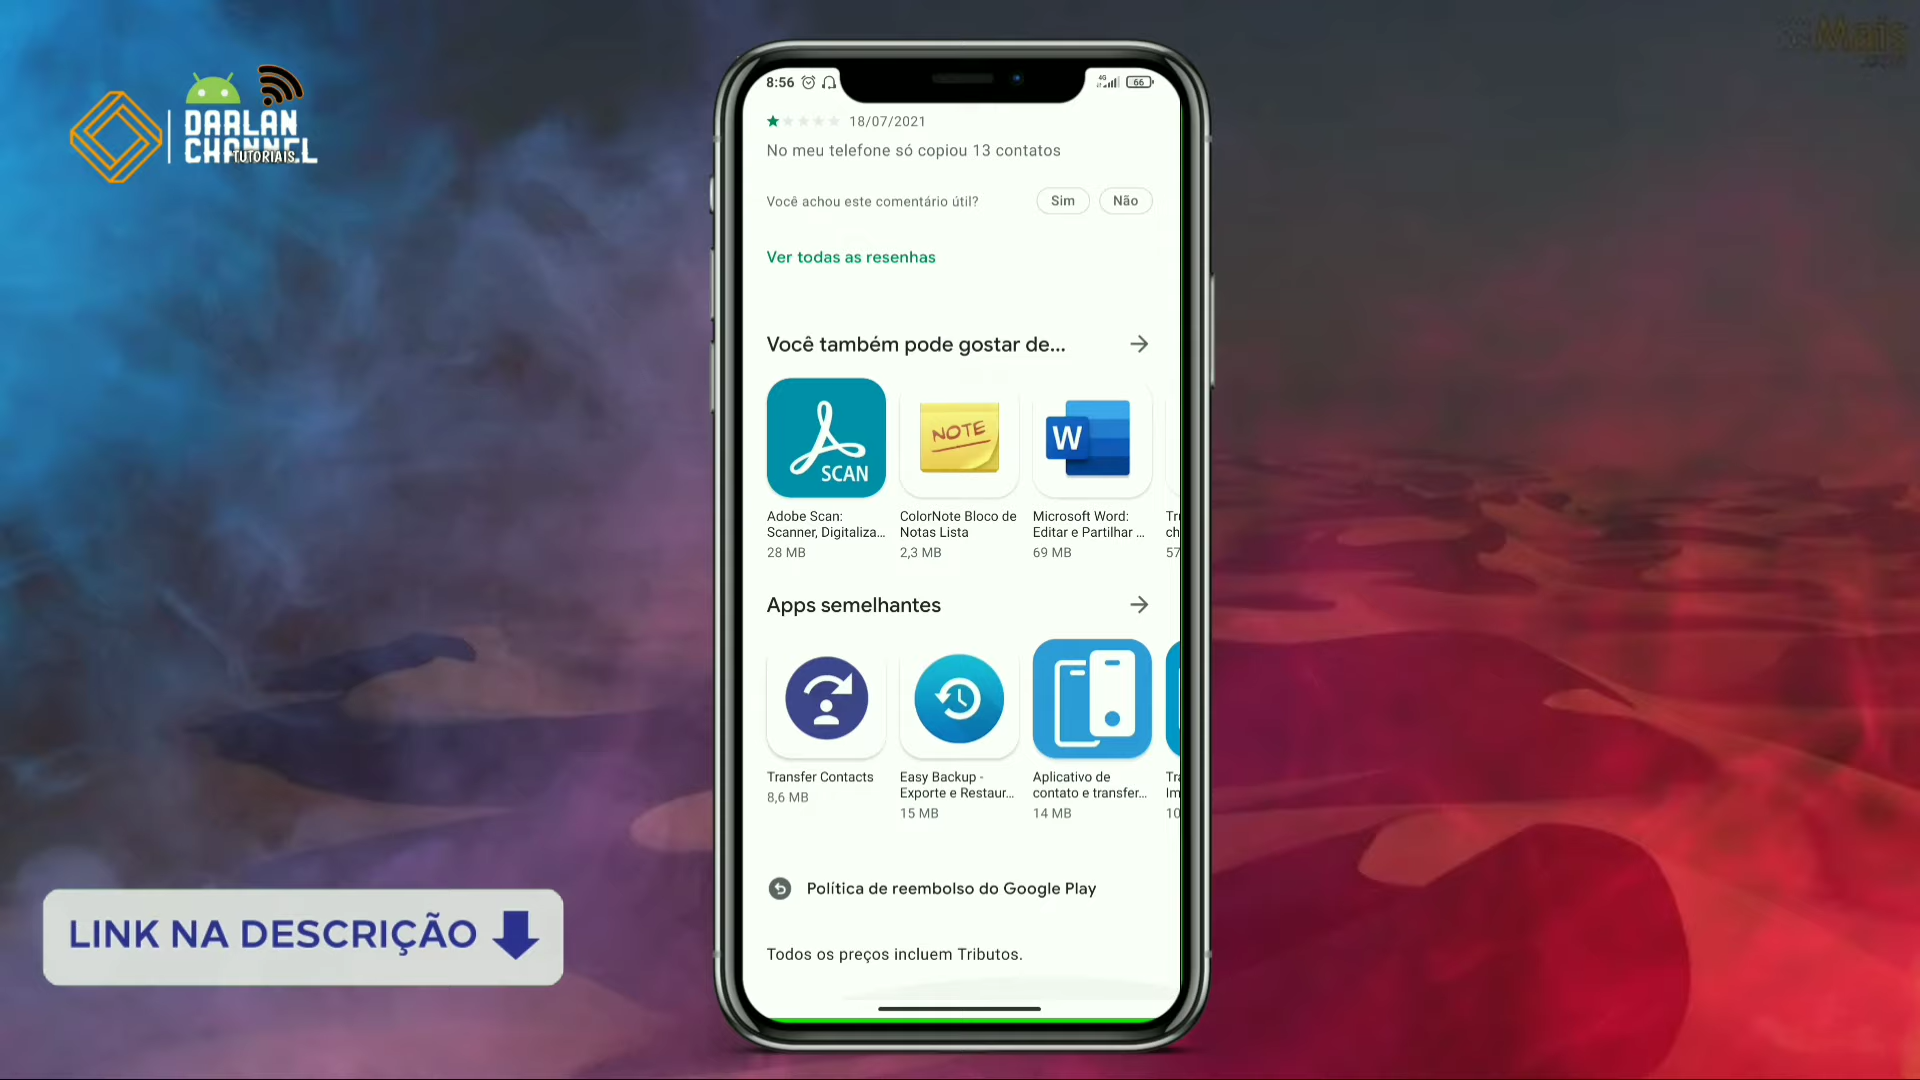 DARLAN
CHANNEL
TUTORIAIS
Mais
8:56
4G
66
18/07/2021
No meu telefone só copiou 13 contatos
Você achou este comentário útil?
Sim
Não
Ver todas as resenhas
Você também pode gostar de...
SCAN
NOTE
W
Adobe Scan:
Scanner, Digitaliza...
28 MB
ColorNote Bloco de
Notas Lista
2,3 MB
Microsoft Word:
Editar e Partilhar ...
69 MB
Apps semelhantes
Transfer Contacts
8,6 MB
Easy Backup -
Exporte e Restaur...
15 MB
Aplicativo de
contato e transfer...
14 MB
Política de reembolso do Google Play
Todos os preços incluem Tributos.
LINK NA DESCRIÇÃO